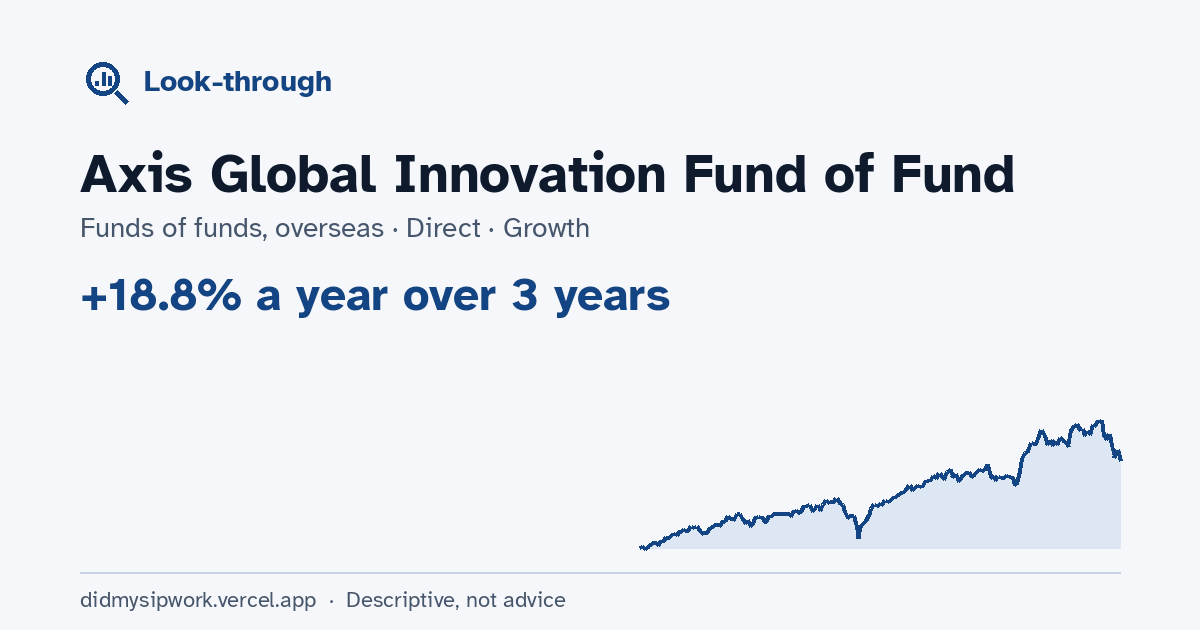 Look-through
Axis Global Innovation Fund of Fund
Funds of funds, overseas · Direct · Growth
+18.8% a year over 3 years
didmysipwork.vercel.app · Descriptive, not advice